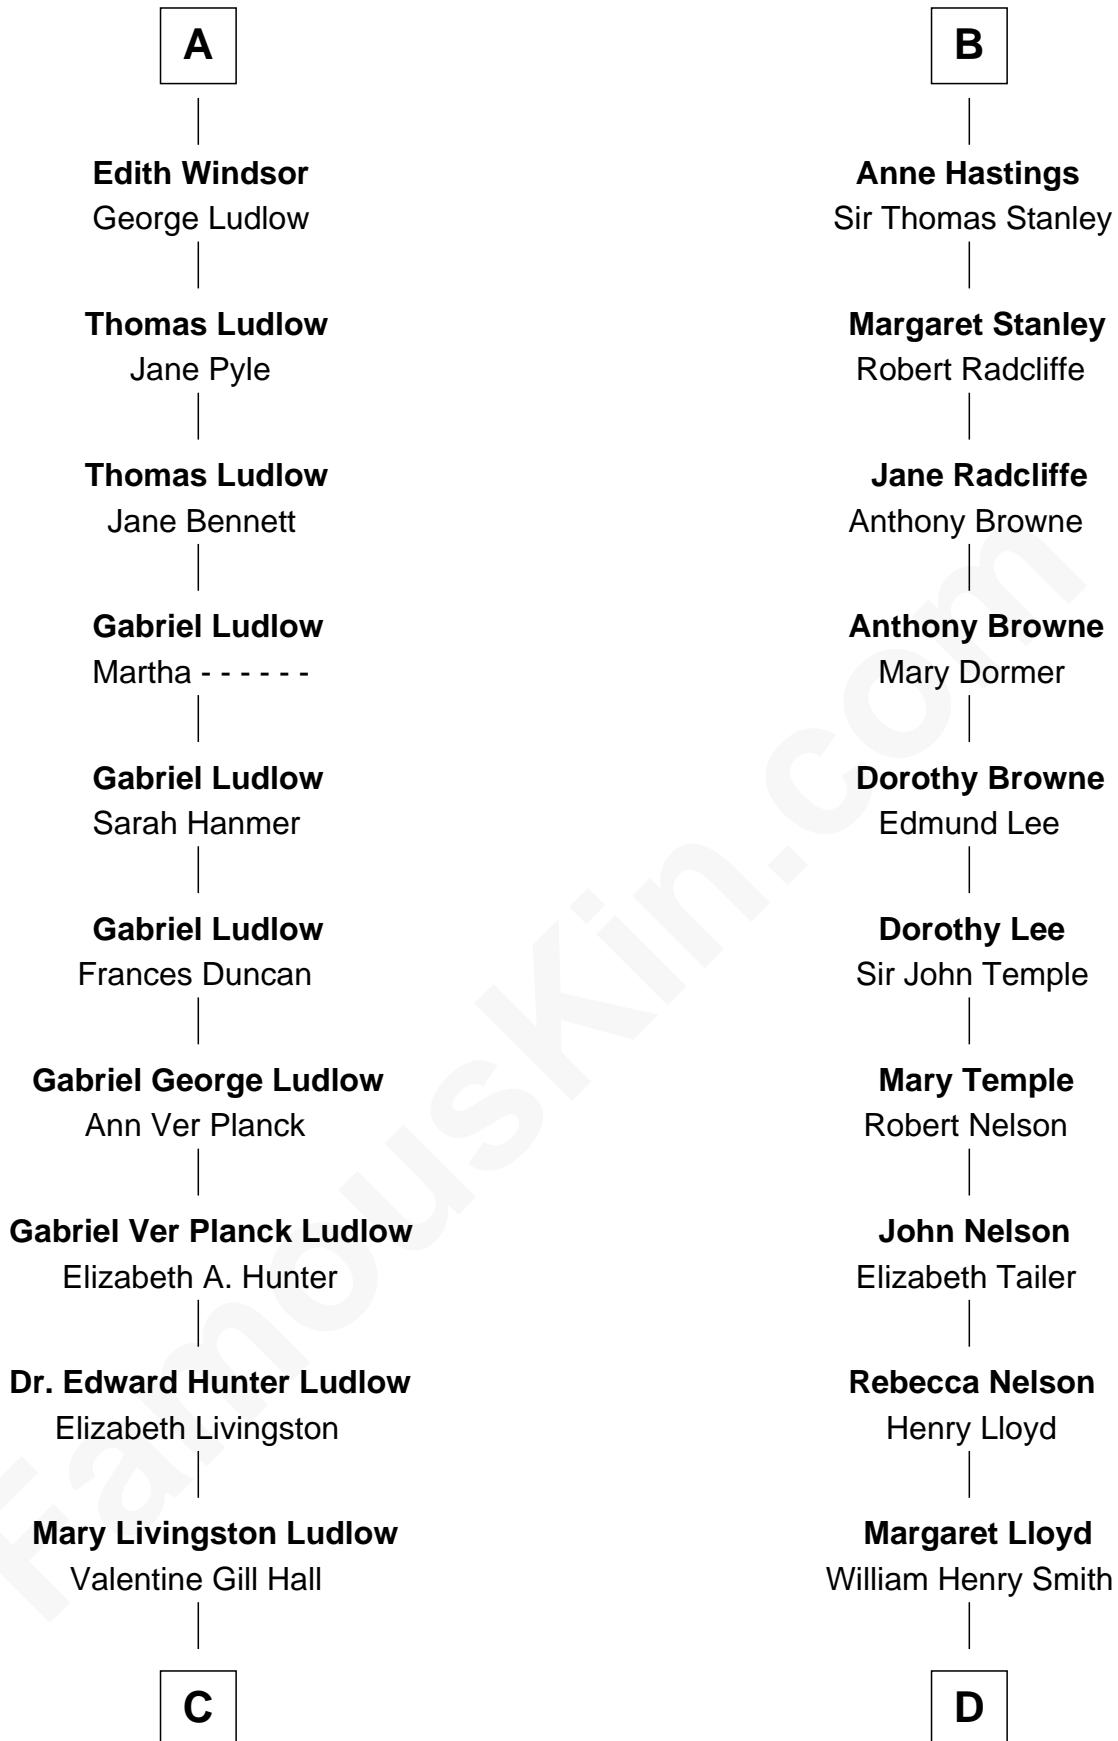 A
Edith Windsor
George Ludlow
Thomas Ludlow
Jane Pyle
Thomas Ludlow
Jane Bennett
Gabriel Ludlow
Martha - - - - - -
Gabriel Ludlow
Sarah Hanmer
Gabriel Ludlow
Frances Duncan
Gabriel George Ludlow
Ann Ver Planck
Gabriel Ver Planck Ludlow
Elizabeth A. Hunter
Dr. Edward Hunter Ludlow
Elizabeth Livingston
Mary Livingston Ludlow
Valentine Gill Hall
C
B
Anne Hastings
Sir Thomas Stanley
Margaret Stanley
Robert Radcliffe
Jane Radcliffe
Anthony Browne
Anthony Browne
Mary Dormer
Dorothy Browne
Edmund Lee
Dorothy Lee
Sir John Temple
Mary Temple
Robert Nelson
John Nelson
Elizabeth Tailer
Rebecca Nelson
Henry Lloyd
Margaret Lloyd
William Henry Smith
D
FamousKin.com